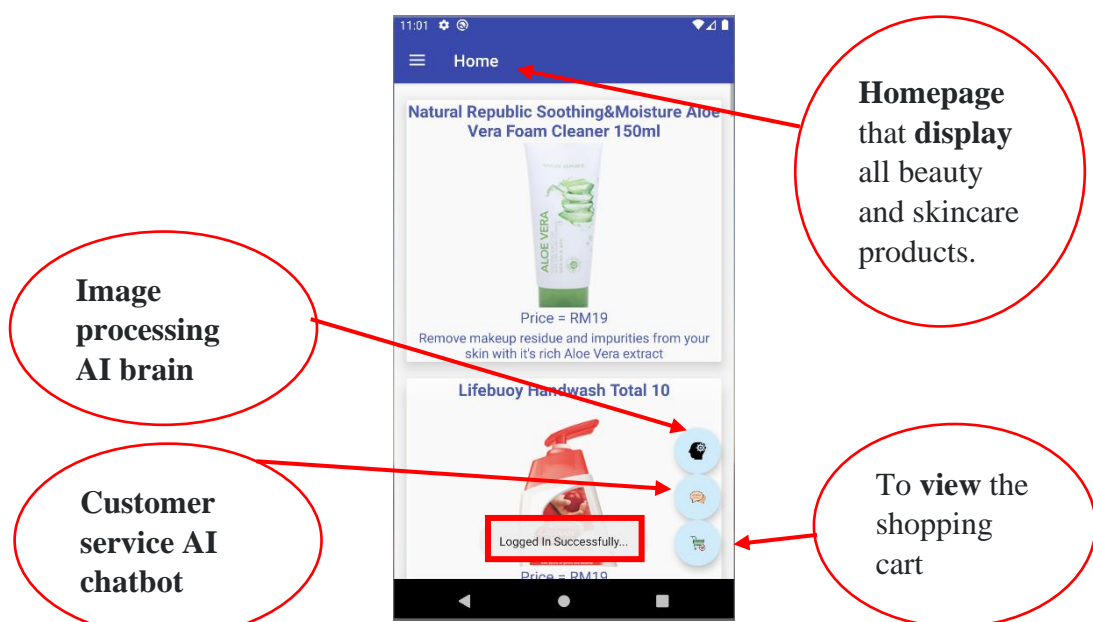 11:01
Home
Natural Republic Soothing&Moisture Aloe
Vera Foam Cleaner 150ml
ALOE VERA
Price = RM19
Remove makeup residue and impurities from your
skin with it's rich Aloe Vera extract
Lifebuoy Handwash Total 10
Logged In Successfully...
Price = RM19
Homepage
that display
all beauty
and skincare
products.
Image
processing
AI brain
Customer
service AI
chatbot
To view the
shopping
cart